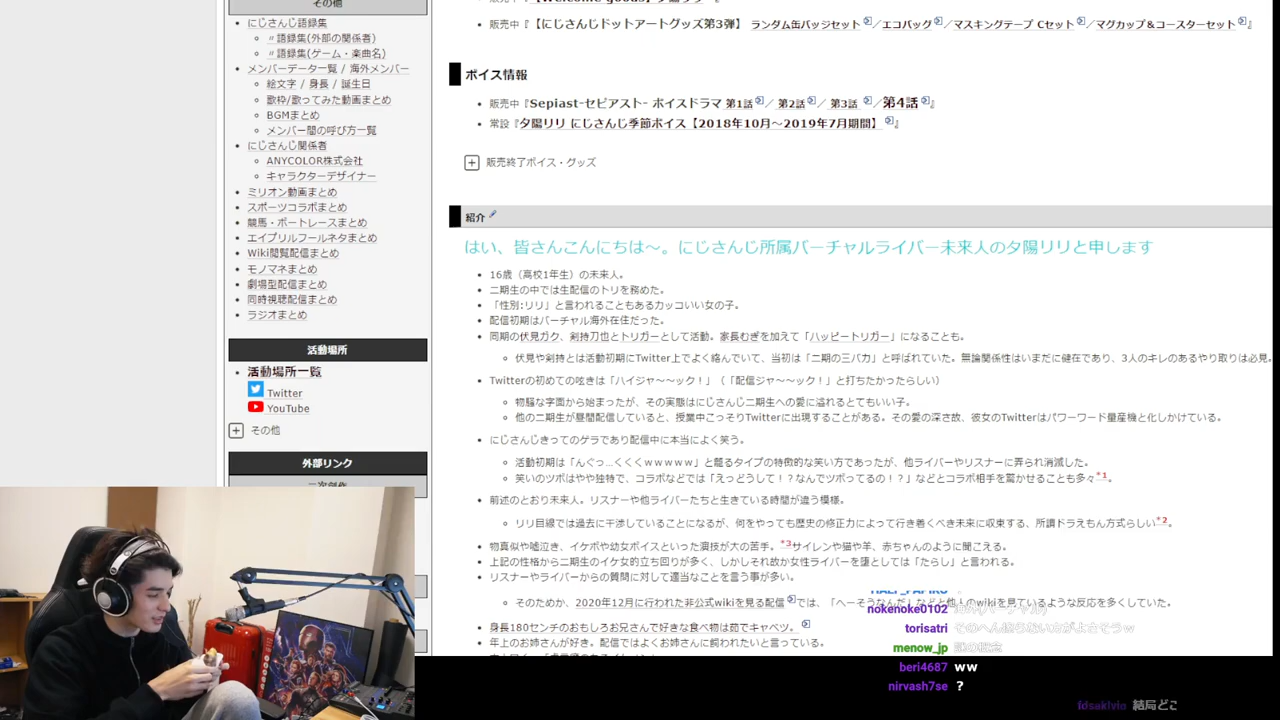 その他
にじさんじ語録集
〃語録集(外部の関係者)
〃語録集(ゲーム・楽曲名)
メンバーデータ一覧 / 海外メンバー
絵文字 / 身長 / 誕生日
歌枠/歌ってみた動画まとめ
BGMまとめ
メンバー間の呼び方一覧
にじさんじ関係者
ANYCOLOR株式会社
キャラクターデザイナー
ミリオン動画まとめ
スポーツコラボまとめ
競馬・ボートレースまとめ
エイプリルフールネタまとめ
Wiki閲覧配信まとめ
モノマネまとめ
劇場型配信まとめ
同時視聴配信まとめ
ラジオまとめ
活動場所
活動場所一覧
Twitter
YouTube
その他
外部リンク
販売中『【にじさんじドットアートグッズ第3弾】 ランダム缶バッジセット／エコバッグ／マスキングテープ Cセット／マグカップ＆コースターセット』
ボイス情報
販売中『Sepiast-セピアスト- ボイスドラマ 第1話／ 第2話／ 第3話 ／第4話』
常設『夕陽リリ にじさんじ季節ボイス【2018年10月～2019年7月期間】』
販売終了ボイス・グッズ
紹介
はい、皆さんこんにちは～。にじさんじ所属バーチャルライバー未来人の夕陽リリと申します
16歳（高校1年生）の未来人。
二期生の中では生配信のトリを務めた。
「性別:リリ」と言われることもあるカッコいい女の子。
配信初期はバーチャル海外在住だった。
同期の伏見ガク、剣持刀也とトリガーとして活動。家長むぎを加えて「ハッピートリガー」になることも。
伏見や剣持とは活動初期にTwitter上でよく絡んでいて、当初は「二期の三バカ」と呼ばれていた。無論関係性はいまだに健在であり、3人のキレのあるやり取りは必見。
Twitterの初めての呟きは「ハイジャ～～ック！」（「配信ジャ～～ック！」と打ちたかったらしい）
物騒な字面から始まったが、その実態はにじさんじ二期生への愛に溢れるとてもいい子。
他の二期生が昼間配信していると、授業中こっそりTwitterに出現することがある。その愛の深さ故、彼女のTwitterはパワーワード量産機と化しかけている。
にじさんじきってのゲラであり配信中に本当によく笑う。
活動初期は「んぐっ…くくくｗｗｗｗｗ」と嘲るタイプの特徴的な笑い方であったが、他ライバーやリスナーに弄られ消滅した。
笑いのツボはやや独特で、コラボなどでは「えっどうして！？なんでツボってるの！？」などとコラボ相手を驚かせることも多々*1。
前述のとおり未来人。リスナーや他ライバーたちと生きている時間が違う模様。
リリ目線では過去に干渉していることになるが、何をやっても歴史の修正力によって行き着くべき未来に収束する、所謂ドラえもん方式らしい*2。
物真似や嘘泣き、イケボや幼女ボイスといった演技が大の苦手。*3サイレンや猫や羊、赤ちゃんのように聞こえる。
上記の性格から二期生のイケ女的立ち回りが多く、しかしそれ故か女性ライバーを堕としては「たらし」と言われる。
リスナーやライバーからの質問に対して適当なことを言う事が多い。
そのためか、2020年12月に行われた非公式wikiを見る配信では、「へーそうなんだ」などと他人のwikiを見ているような反応を多くしていた。
身長180センチのおもしろお兄さんで好きな食べ物は茹でキャベツ。
年上のお姉さんが好き。配信ではよくお姉さんに飼われたいと言っている。
nokenoke0102
torisatri
menow_jp
beri4687 ww
nirvash7se ?
結局どこ